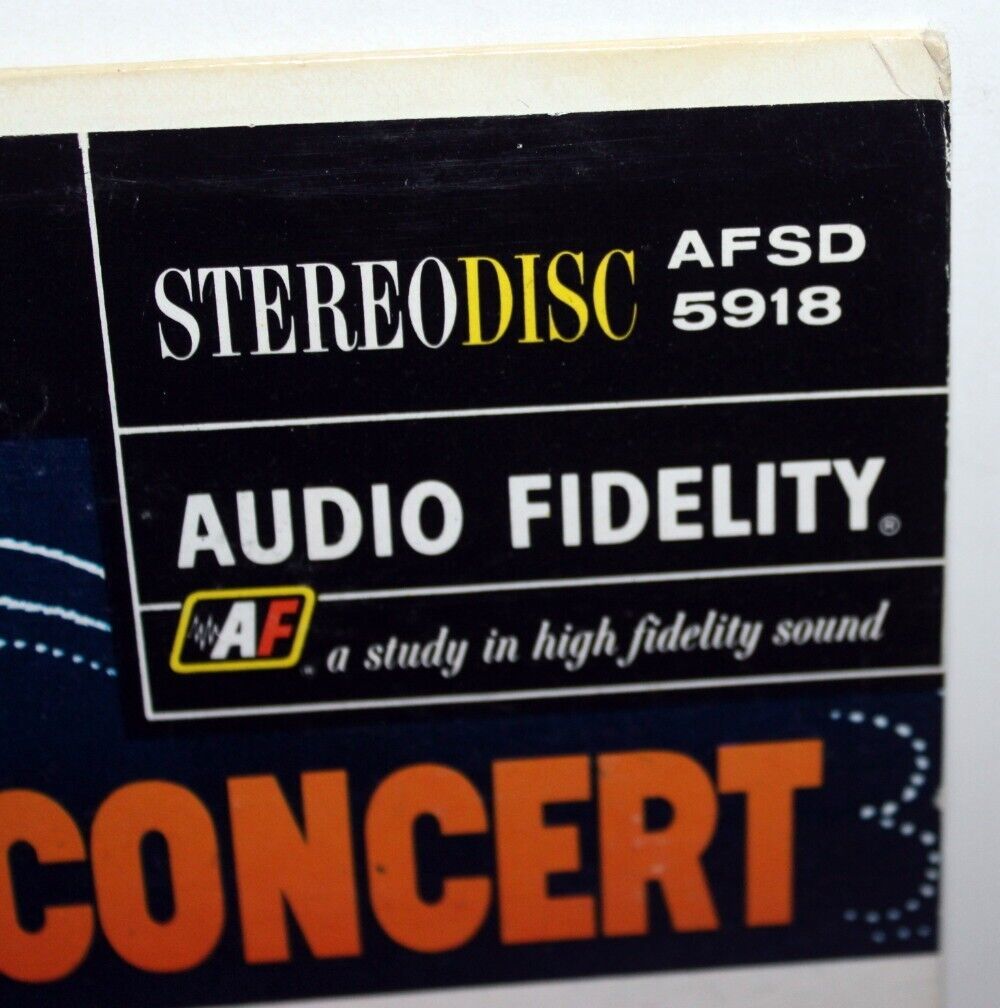 STEREODISC AFSD
5918
AUDIO FIDELITY®
AF a study in high fidelity sound
CONCERT